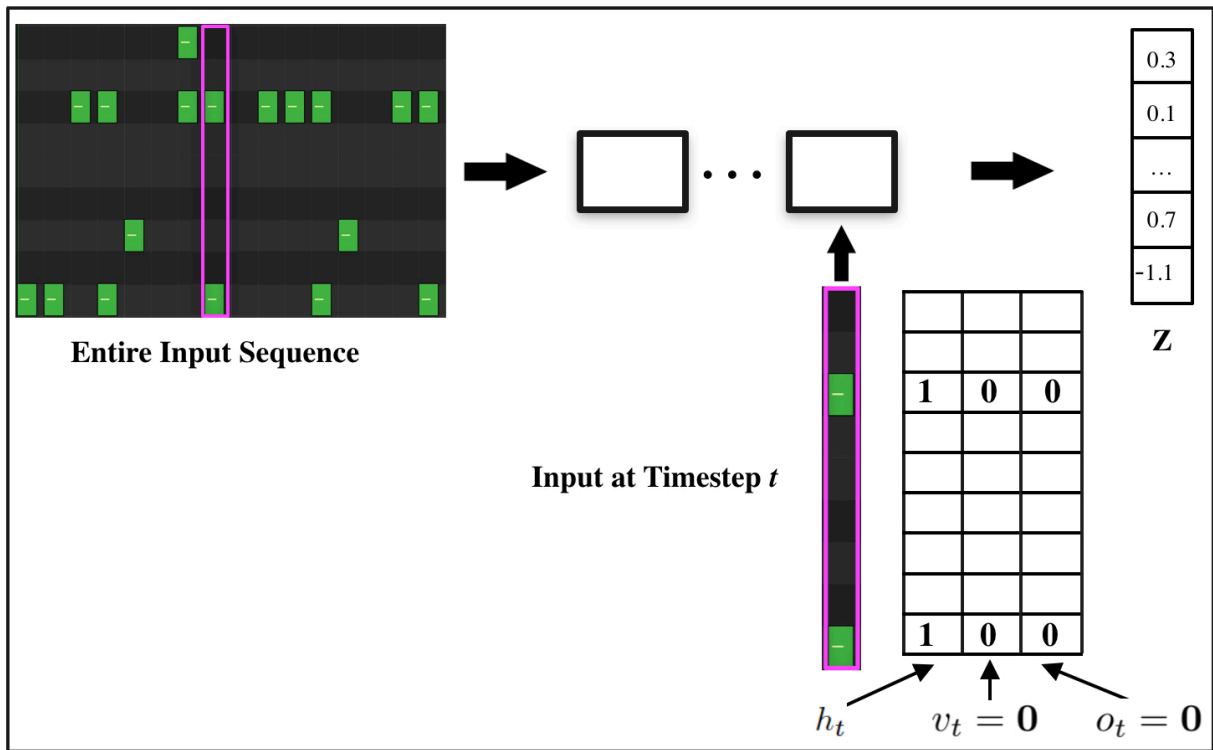 0.3
0.1
...
0.7
-1.1
Z
Entire Input Sequence
Input at Timestep t
1 0 0
1 0 0
h_t
v_t = 0
o_t = 0